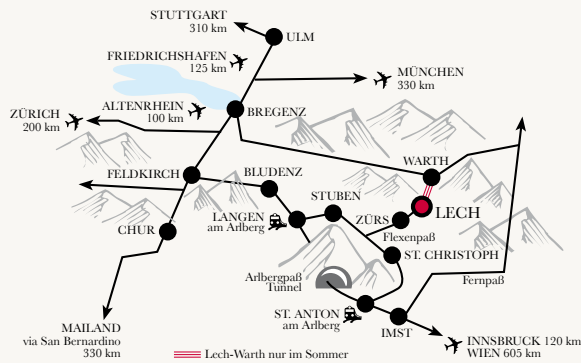 STUTTGART
310 km
ULM
FRIEDRICHSHAFEN
125 km
MÜNCHEN
330 km
ALTENRHEIN
100 km
ZÜRICH
200 km
BREGENZ
WARTH
FELDKIRCH
BLUDENZ
STUBEN
LECH
LANGEN
am Arlberg
ZÜRS
Flexenpaß
CHUR
ST. CHRISTOPH
Arlbergpaß
Tunnel
Fernpaß
ST. ANTON
am Arlberg
IMST
MAILAND
via San Bernardino
330 km
INNSBRUCK 120 km
WIEN 605 km
Lech-Warth nur im Sommer